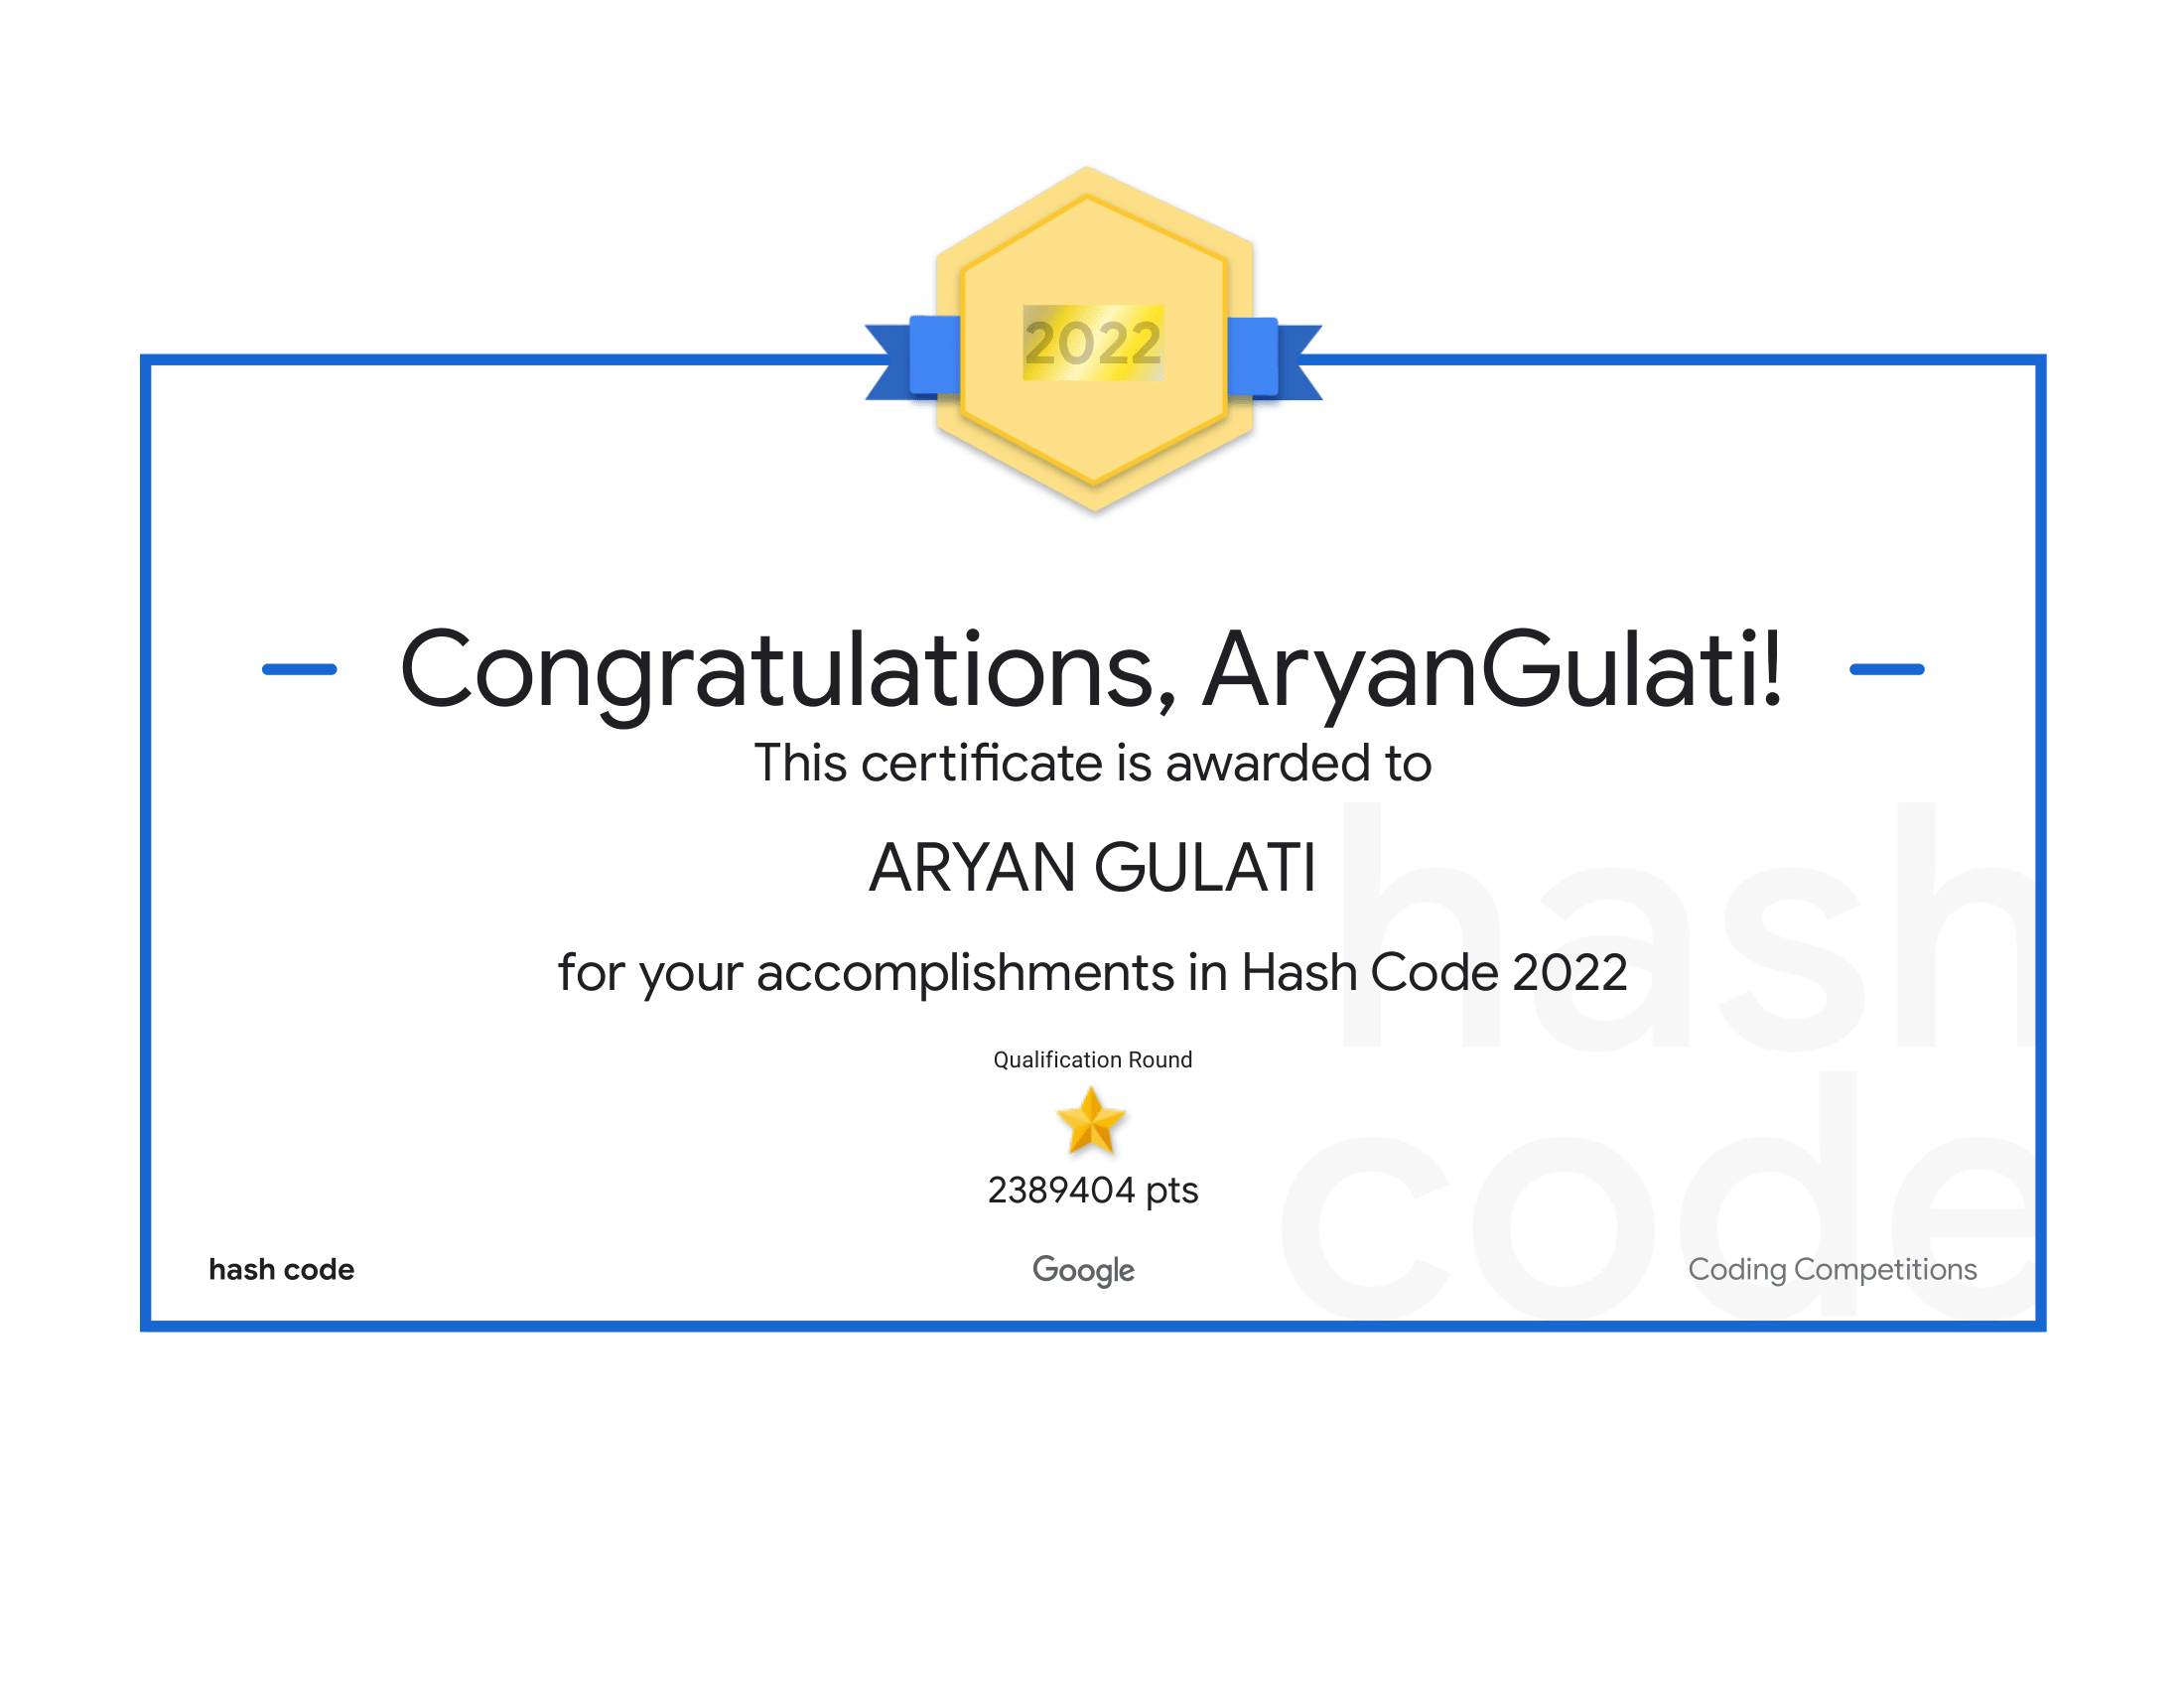 2022
Congratulations, AryanGulati!
This certificate is awarded to
ARYAN GULATI
for your accomplishments in Hash Code 2022
Qualification Round
2389404 pts
hash code
Google
Coding Competitions
hash
code